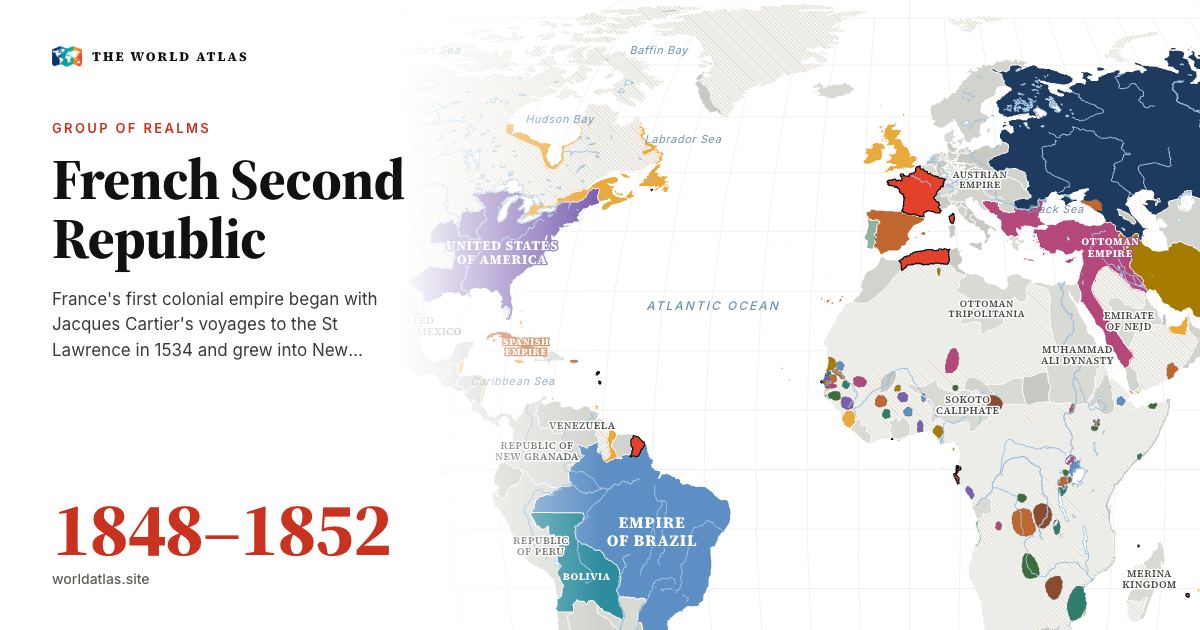 THE WORLD ATLAS
GROUP OF REALMS
French Second
Republic
France's first colonial empire began with
Jacques Cartier's voyages to the St
Lawrence in 1534 and grew into New...
1848–1852
worldatlas.site
Baffin Bay
Hudson Bay
Labrador Sea
UNITED STATES
OF AMERICA
MEXICO
SPANISH
EMPIRE
Caribbean Sea
ATLANTIC OCEAN
VENEZUELA
REPUBLIC OF
NEW GRANADA
EMPIRE
OF BRAZIL
REPUBLIC
OF PERU
BOLIVIA
AUSTRIAN
EMPIRE
Black Sea
OTTOMAN
EMPIRE
OTTOMAN
TRIPOLITANIA
EMIRATE
OF NEJD
MUHAMMAD
ALI DYNASTY
SOKOTO
CALIPHATE
MERINA
KINGDOM